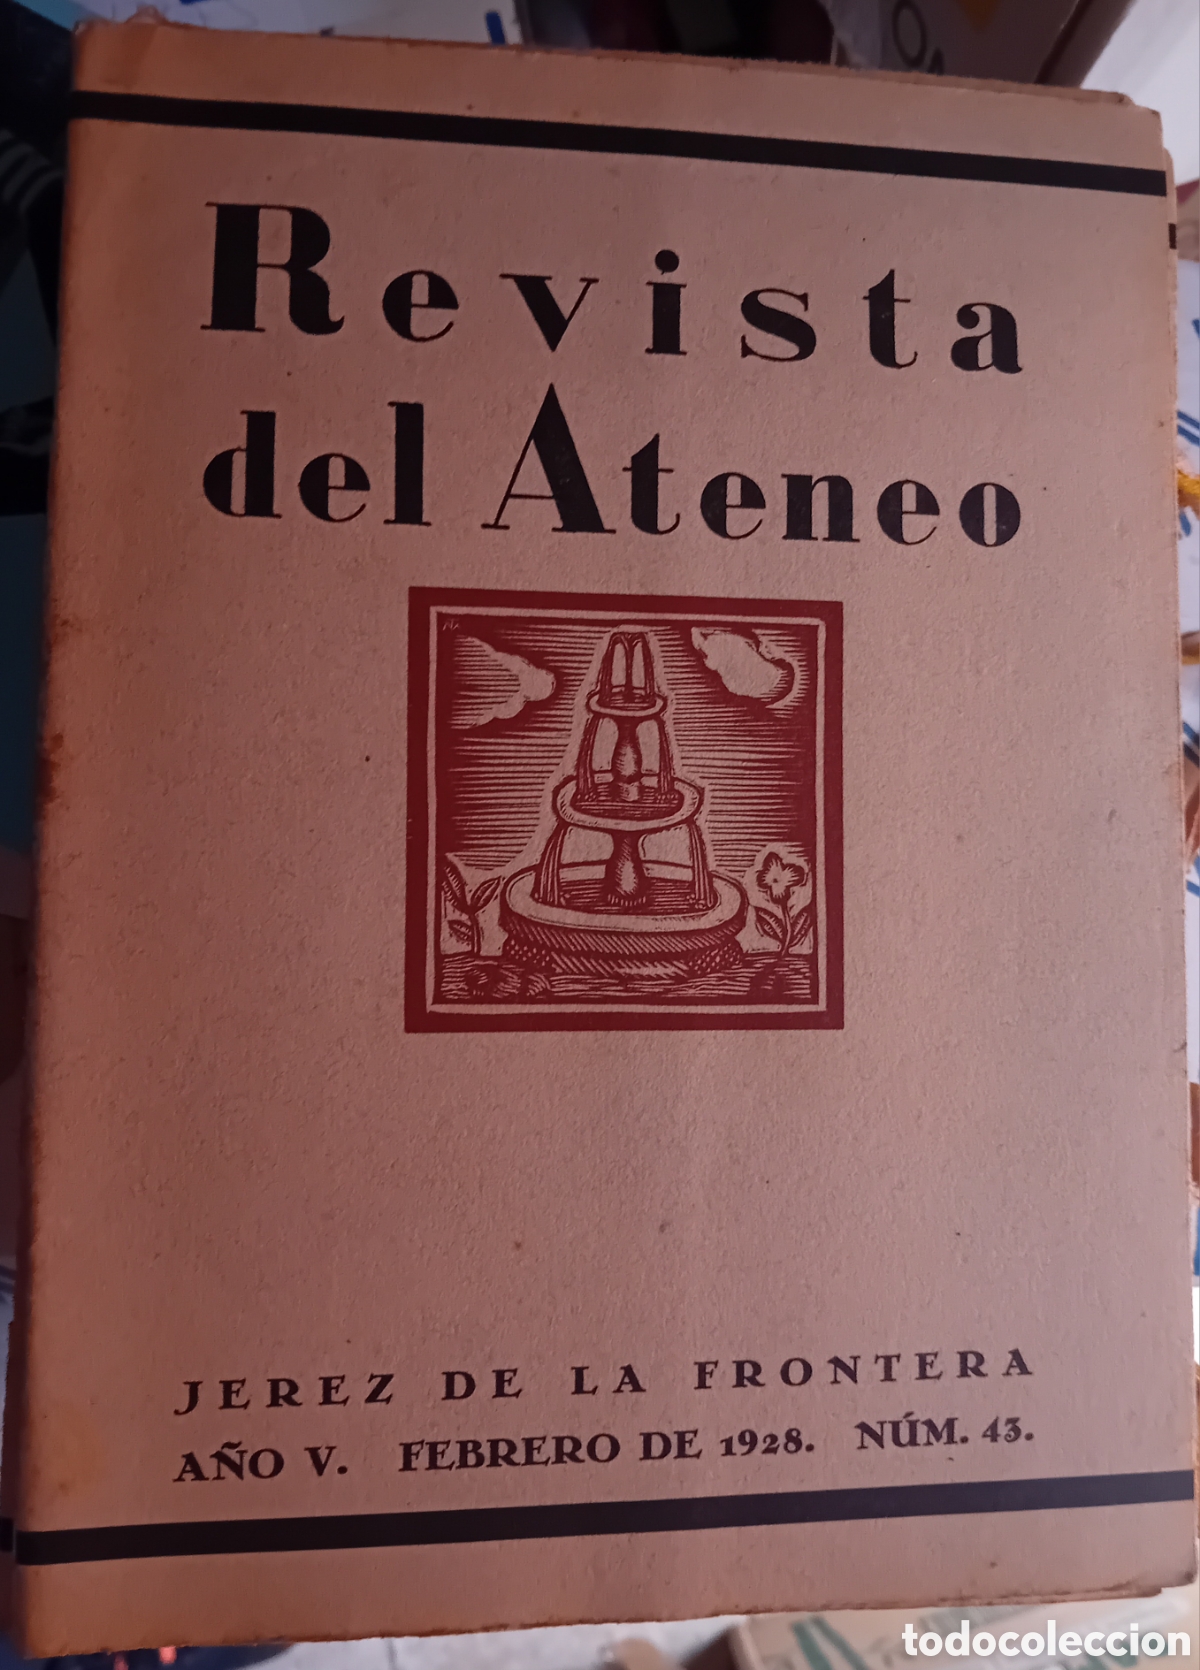 Revista
del Ateneo
JEREZ DE LA FRONTERA
AÑO V. FEBRERO DE 1928. NÚM. 43.
todocoleccion